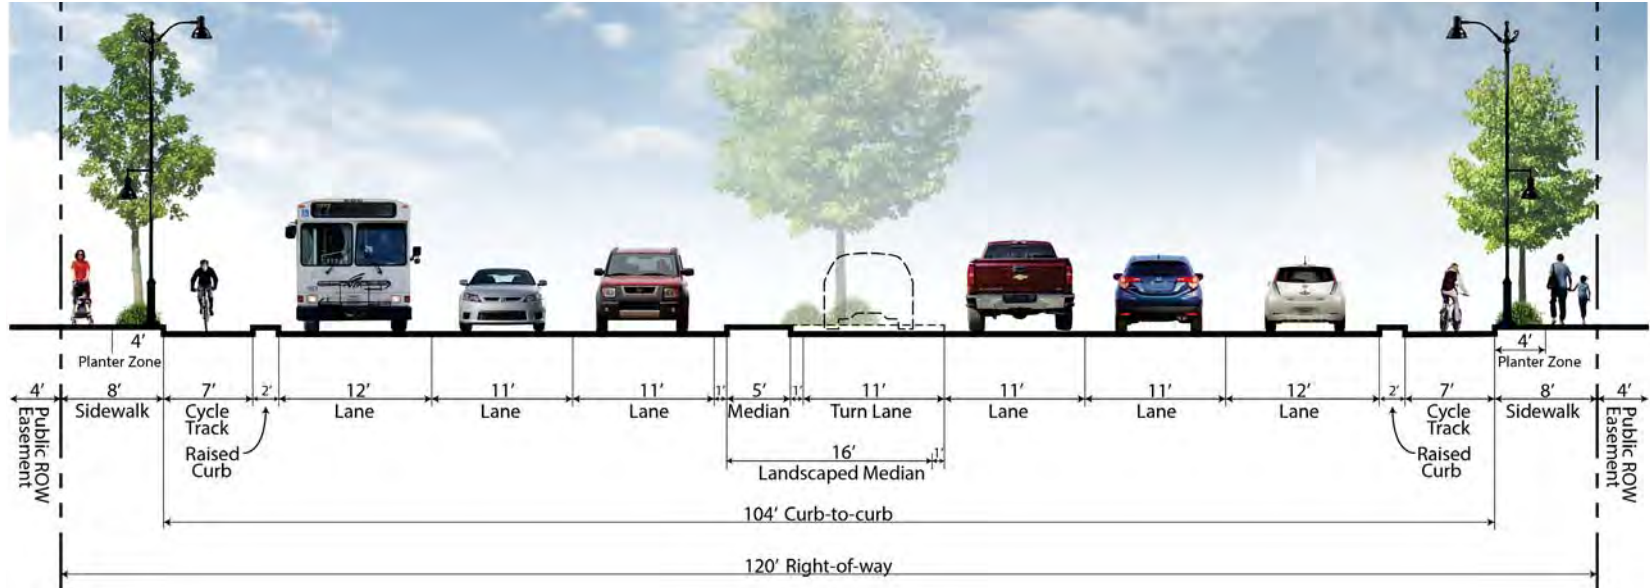 77
4’
Planter Zone
4’
Planter Zone
4’ 8’ 7’ 2’ 12’ 11’ 11’ 1’ 5’ 1’ 11’ 11’ 11’ 12’ 2’ 7’ 8’ 4’
Sidewalk Cycle Track Lane Lane Lane Median Turn Lane Lane Lane Lane Cycle Track Sidewalk
Public ROW
Easement
Raised
Curb
16’ 1’
Landscaped Median
Raised
Curb
Public ROW
Easement
104’ Curb-to-curb
120’ Right-of-way